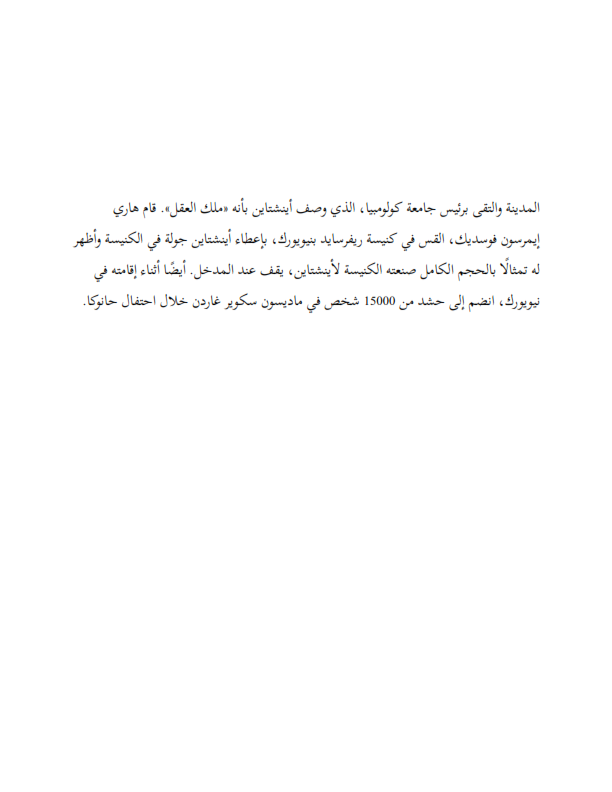 المدينة والتقى برئيس جامعة كولومبيا، الذي وصف أينشتاين بأنه «ملك العقل». قام هاري
إيمرسون فوسديك، القس في كنيسة ريفرسايد بنيويورك، بإعطاء أينشتاين جولة في الكنيسة وأظهر
له تمثالًا بالحجم الكامل صنعته الكنيسة لأينشتاين، يقف عند المدخل. أيضًا أثناء إقامته في
نيويورك، انضم إلى حشد من 15000 شخص في ماديسون سكوير غاردن خلال احتفال حانوكا.